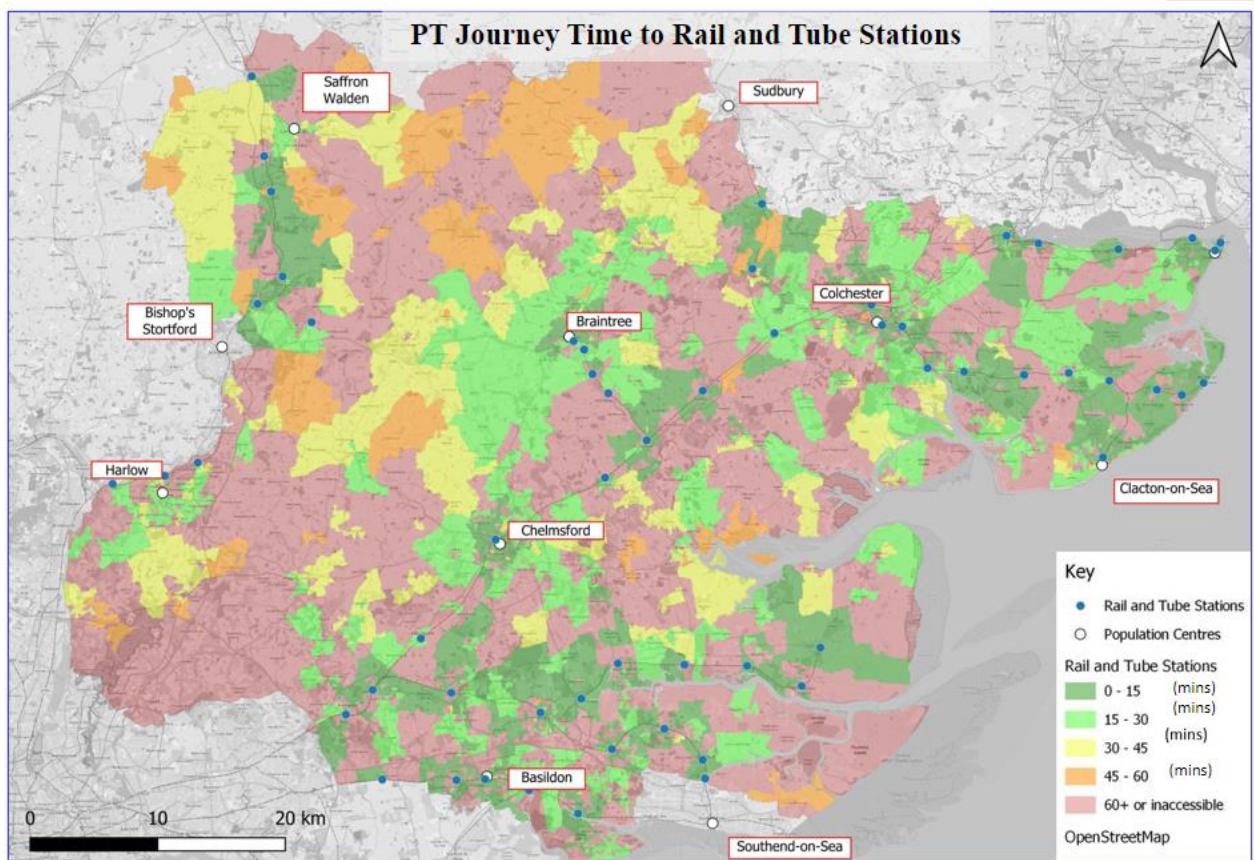 PT Journey Time to Rail and Tube Stations
Saffron
Walden
Sudbury
Bishop's
Stortford
Braintree
Colchester
Harlow
Clacton-on-Sea
Chelmsford
Basildon
Southend-on-Sea
Key
Rail and Tube Stations
Population Centres
Rail and Tube Stations
0 - 15 (mins)
15 - 30 (mins)
30 - 45 (mins)
45 - 60 (mins)
60+ or inaccessible
OpenStreetMap
0 10 20 km